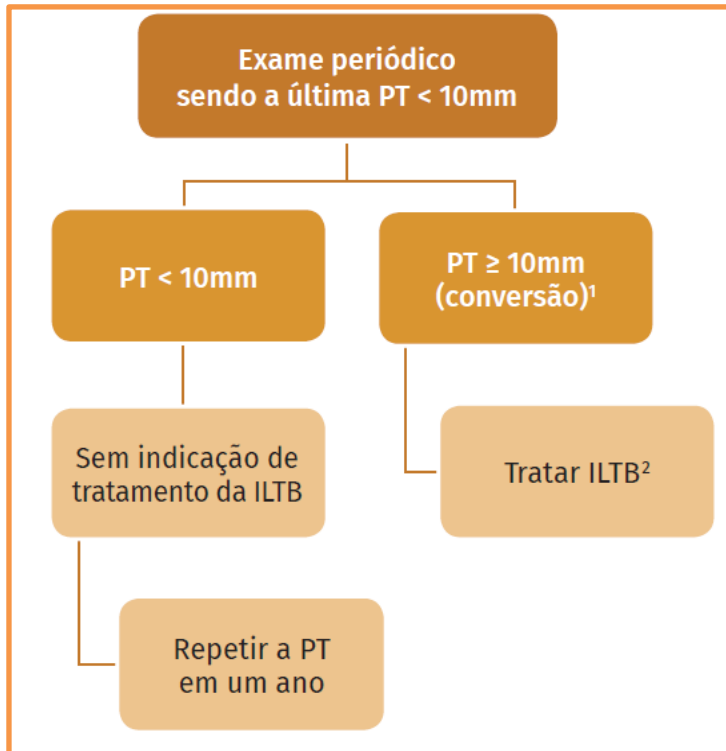 Exame periódico
sendo a última PT < 10mm
PT < 10mm
PT ≥ 10mm
(conversão)¹
Sem indicação de
tratamento da ILTB
Tratar ILTB²
Repetir a PT
em um ano